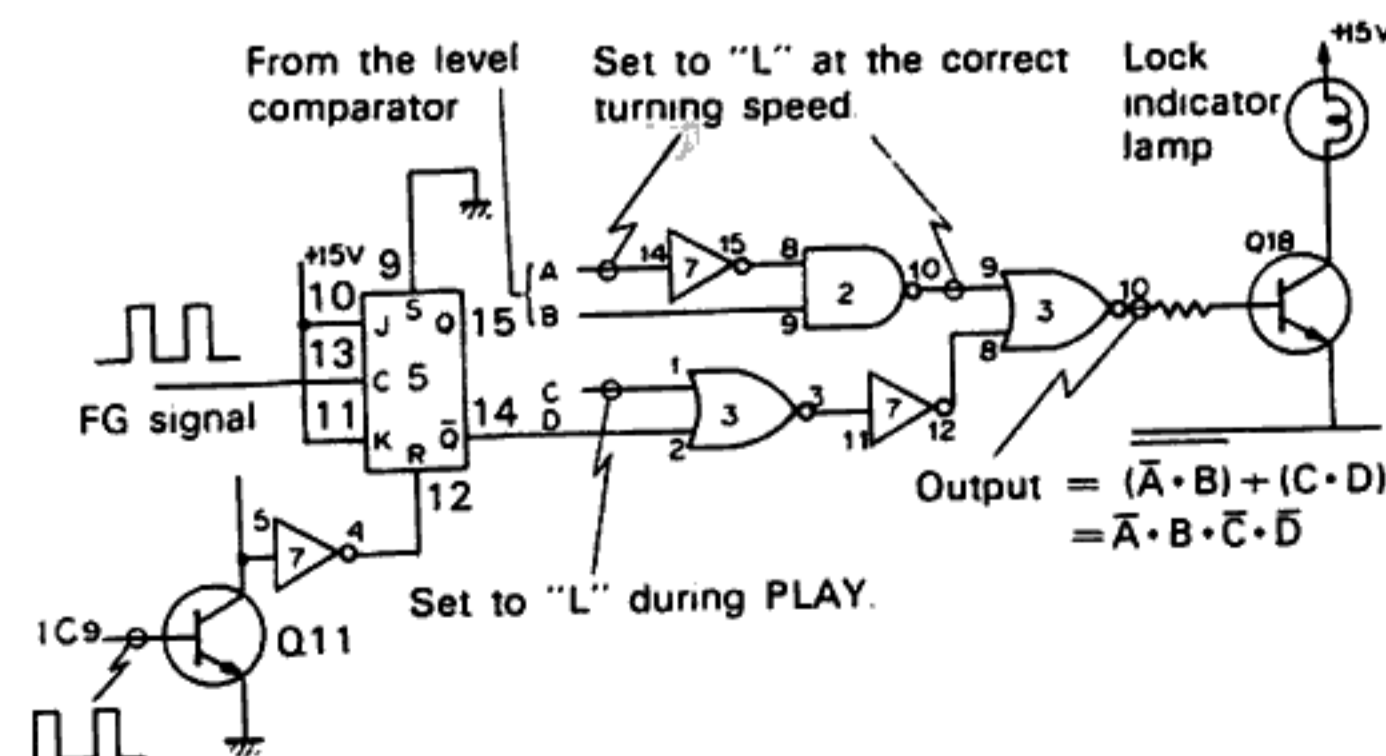 From the level
comparator
Set to "L" at the correct
turning speed.
Lock
indicator
lamp
+15V
+15V
9
10
13
11
J
S
Q
C
5
K
R
Q̅
15
14
12
FG signal
A
B
C
D
14
7
15
8
9
2
10
9
8
3
10
Q18
1
2
3
3
11
7
12
Output = (A̅·B)+(C·D)
= A̅·B·C̅·D̅
5
7
4
Set to "L" during PLAY.
IC9
Q11